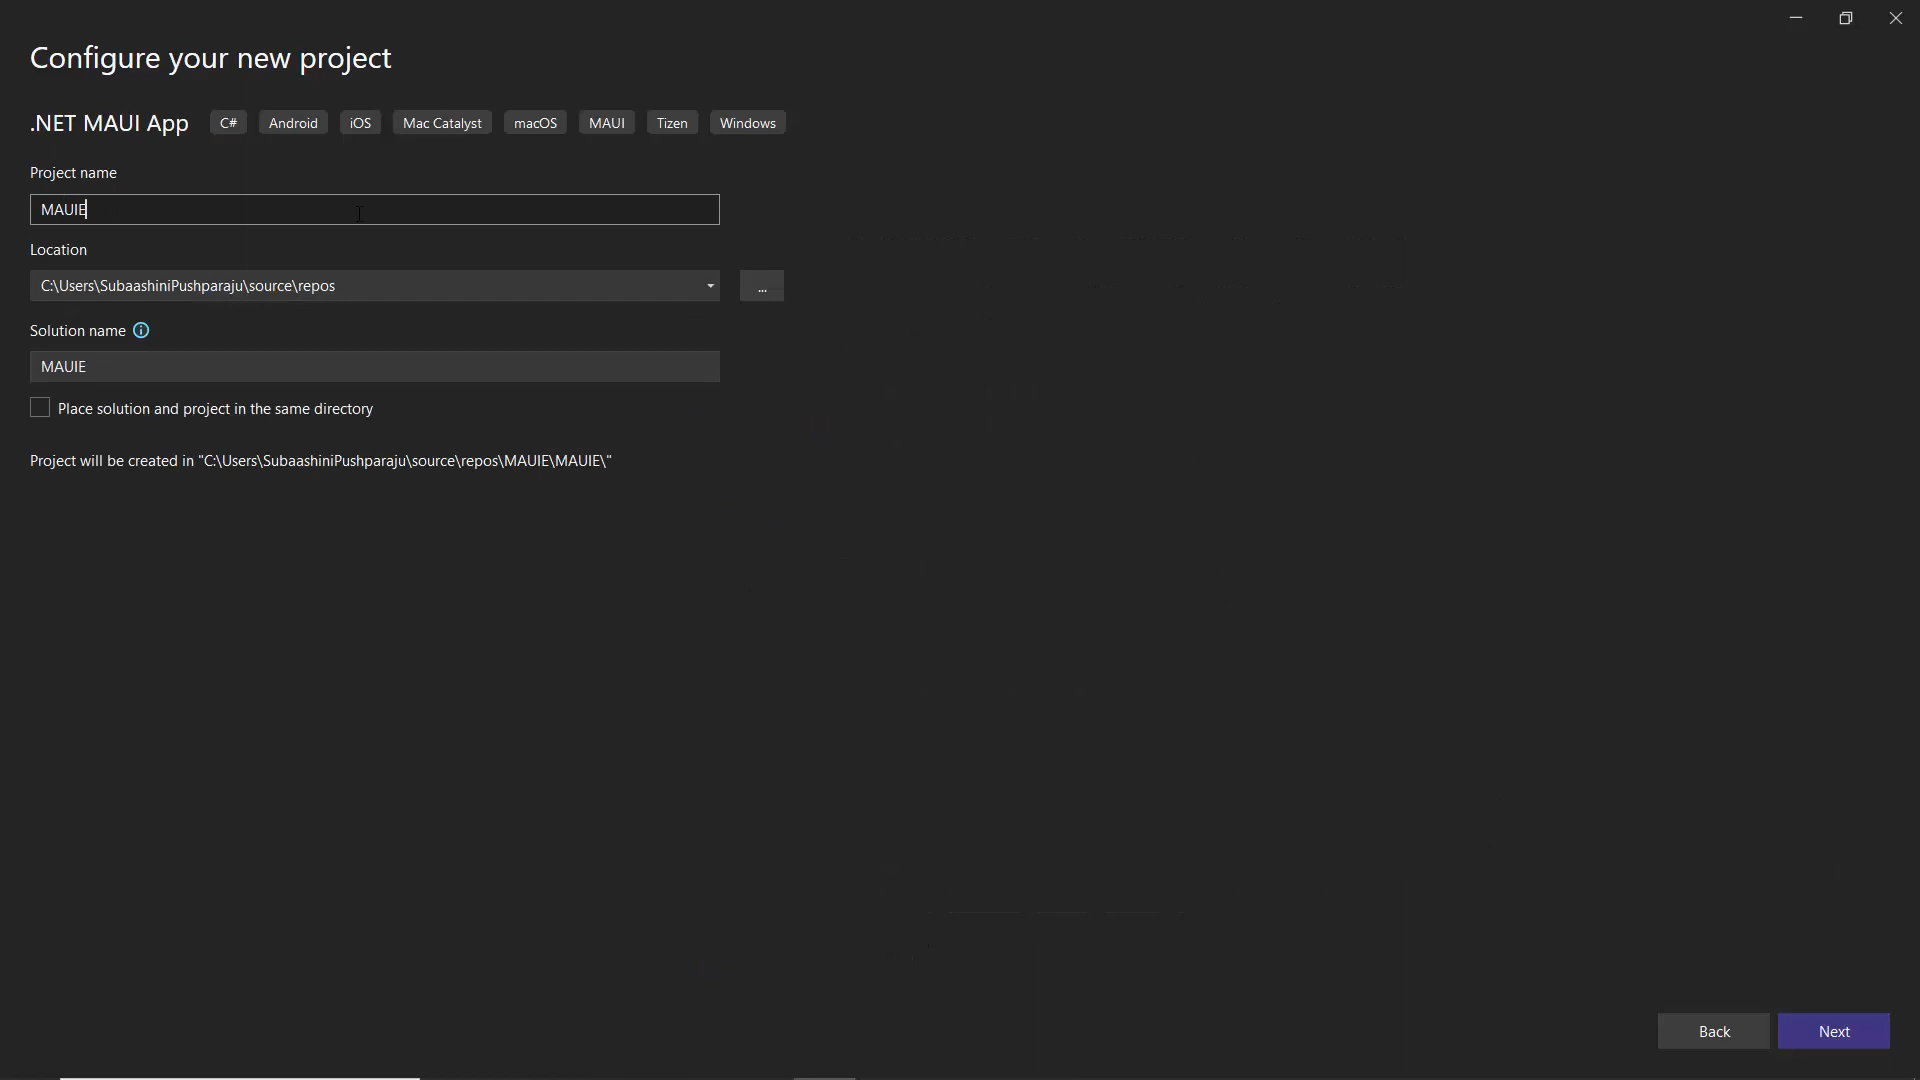 Configure your new project
.NET MAUI App C# Android iOS Mac Catalyst macOS MAUI Tizen Windows
Project name
MAUIE
Location
C:\Users\SubaashiniPushparaju\source\repos
...
Solution name
MAUIE
Place solution and project in the same directory
Project will be created in "C:\Users\SubaashiniPushparaju\source\repos\MAUIE\MAUIE\"
Back Next